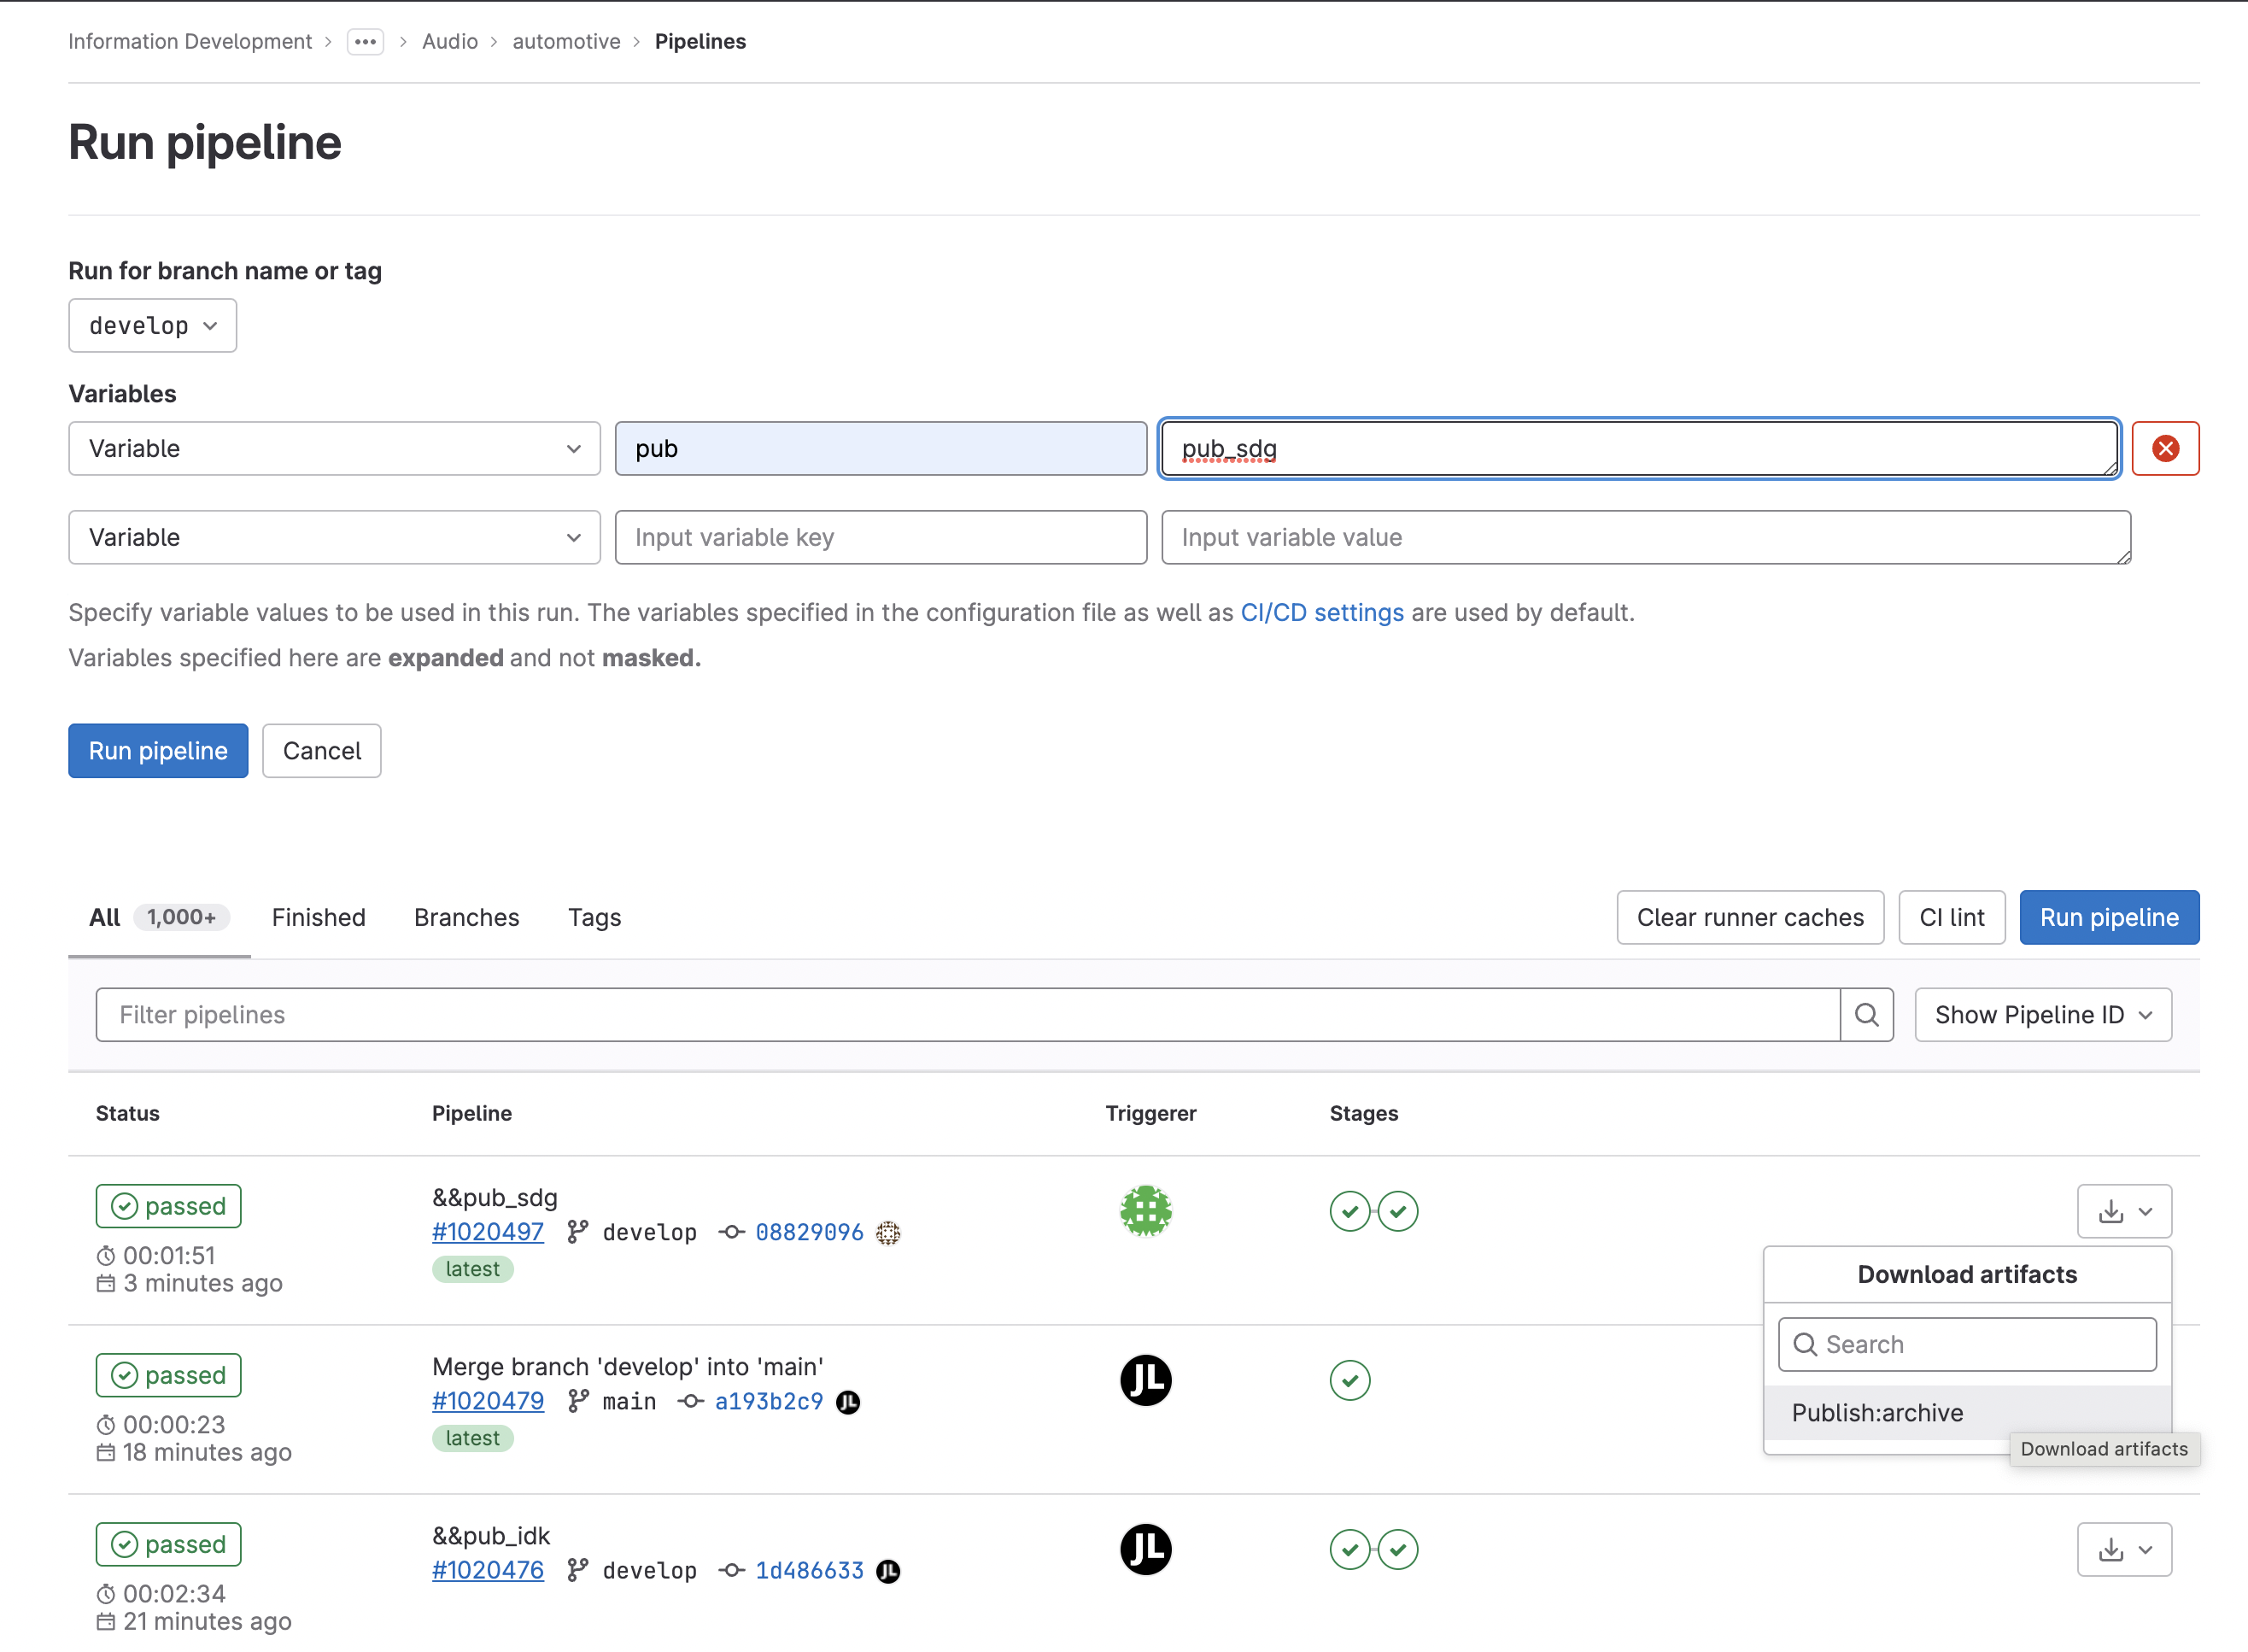 Information Development > ••• > Audio > automotive > Pipelines
Run pipeline
Run for branch name or tag
develop
Variables
Variable pub pub_sdg
Variable Input variable key Input variable value
Specify variable values to be used in this run. The variables specified in the configuration file as well as CI/CD settings are used by default.
Variables specified here are expanded and not masked.
Run pipeline Cancel
All 1,000+ Finished Branches Tags Clear runner caches CI lint Run pipeline
Filter pipelines Show Pipeline ID
Status Pipeline Triggerer Stages
passed &&pub_sdg
#1020497 develop 08829096
00:01:51 latest
3 minutes ago
Download artifacts
Search
Publish:archive
Download artifacts
passed Merge branch 'develop' into 'main'
#1020479 main a193b2c9 JL JL
00:00:23 latest
18 minutes ago
passed &&pub_idk
#1020476 develop 1d486633 JL JL
00:02:34
21 minutes ago